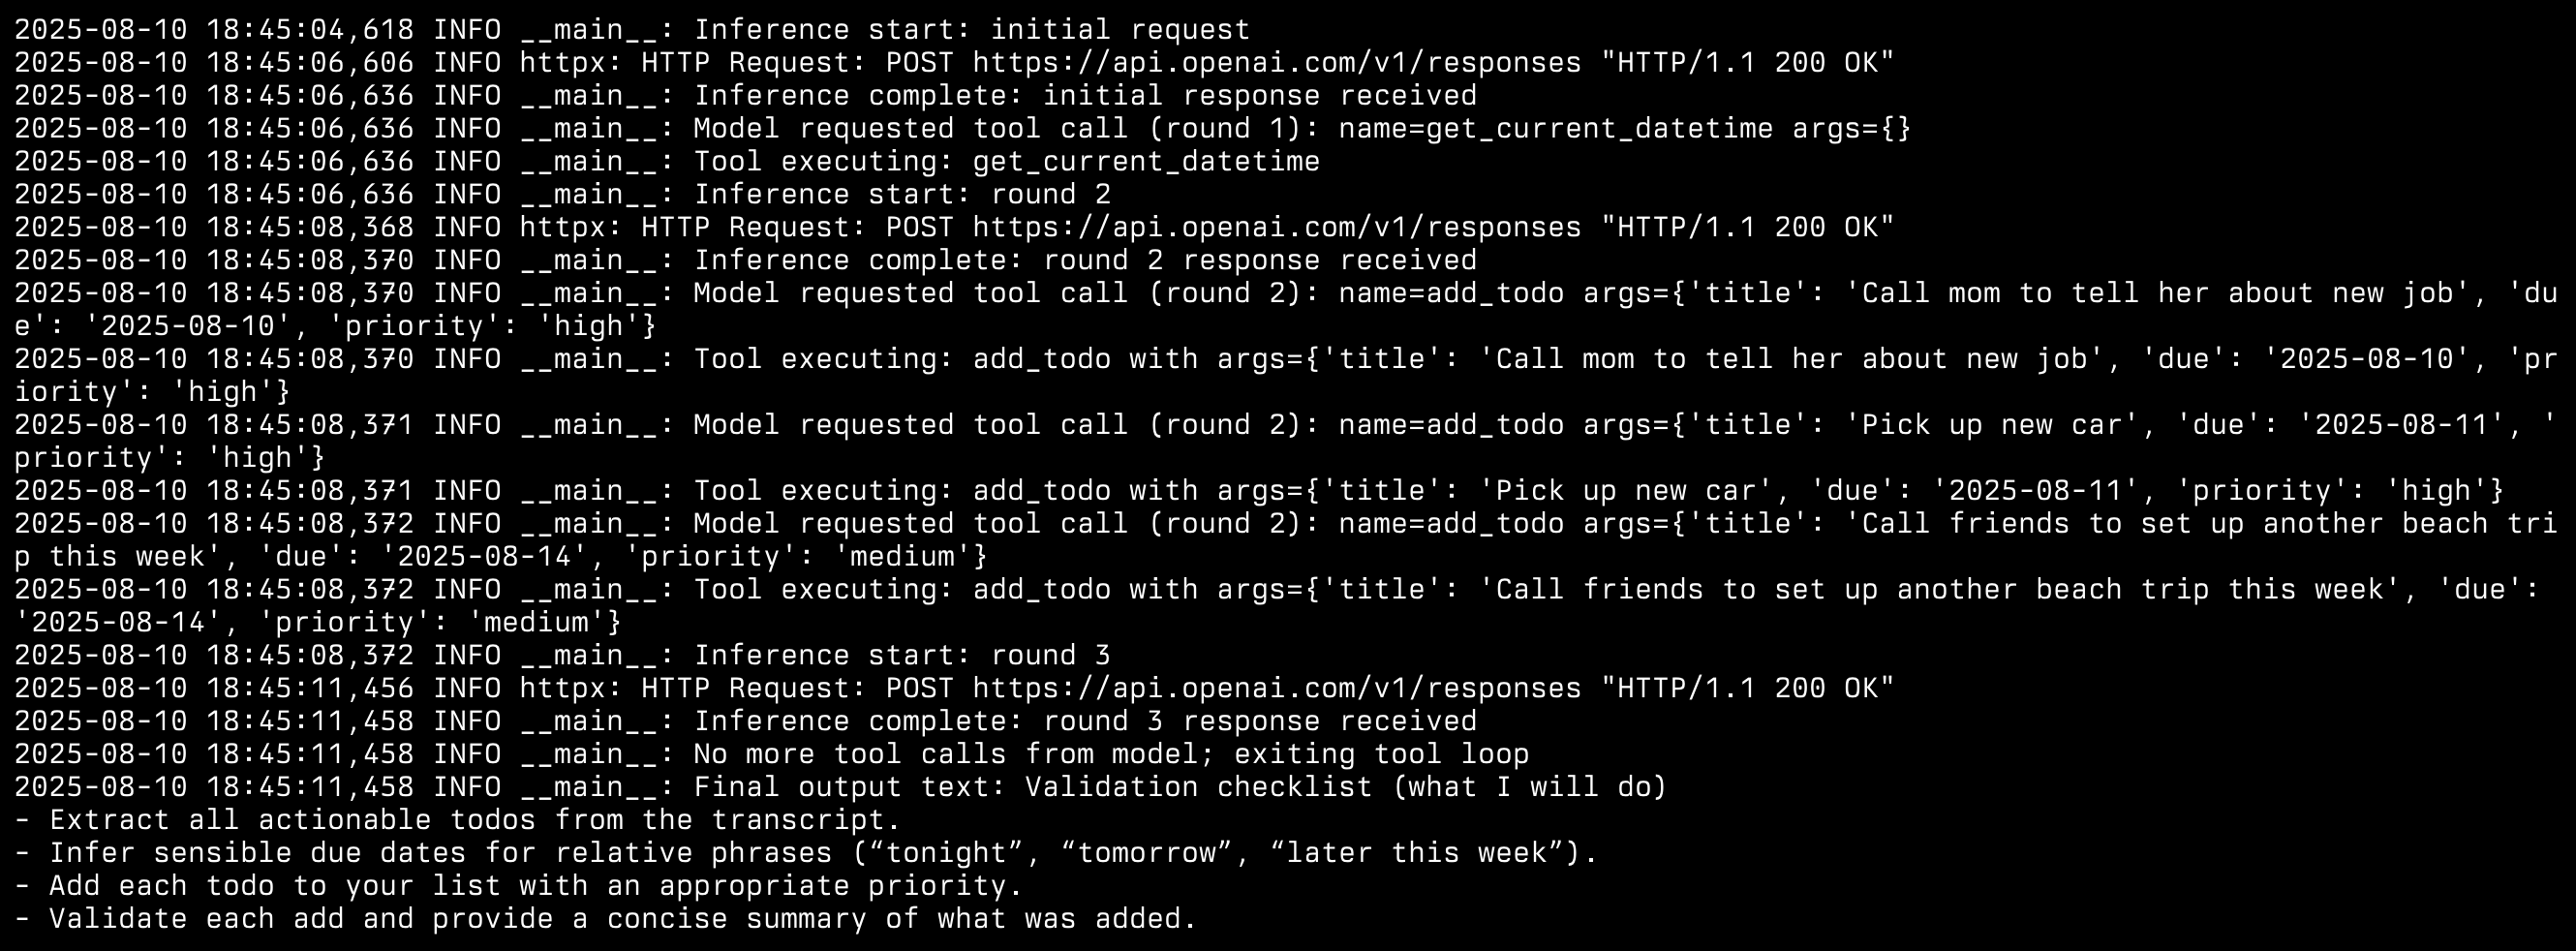 2025-08-10 18:45:04,618 INFO __main__: Inference start: initial request
2025-08-10 18:45:06,606 INFO httpx: HTTP Request: POST https://api.openai.com/v1/responses "HTTP/1.1 200 OK"
2025-08-10 18:45:06,636 INFO __main__: Inference complete: initial response received
2025-08-10 18:45:06,636 INFO __main__: Model requested tool call (round 1): name=get_current_datetime args={}
2025-08-10 18:45:06,636 INFO __main__: Tool executing: get_current_datetime
2025-08-10 18:45:06,636 INFO __main__: Inference start: round 2
2025-08-10 18:45:08,368 INFO httpx: HTTP Request: POST https://api.openai.com/v1/responses "HTTP/1.1 200 OK"
2025-08-10 18:45:08,370 INFO __main__: Inference complete: round 2 response received
2025-08-10 18:45:08,370 INFO __main__: Model requested tool call (round 2): name=add_todo args={'title': 'Call mom to tell her about new job', 'du
e': '2025-08-10', 'priority': 'high'}
2025-08-10 18:45:08,370 INFO __main__: Tool executing: add_todo with args={'title': 'Call mom to tell her about new job', 'due': '2025-08-10', 'pr
iority': 'high'}
2025-08-10 18:45:08,371 INFO __main__: Model requested tool call (round 2): name=add_todo args={'title': 'Pick up new car', 'due': '2025-08-11', '
priority': 'high'}
2025-08-10 18:45:08,371 INFO __main__: Tool executing: add_todo with args={'title': 'Pick up new car', 'due': '2025-08-11', 'priority': 'high'}
2025-08-10 18:45:08,372 INFO __main__: Model requested tool call (round 2): name=add_todo args={'title': 'Call friends to set up another beach tri
p this week', 'due': '2025-08-14', 'priority': 'medium'}
2025-08-10 18:45:08,372 INFO __main__: Tool executing: add_todo with args={'title': 'Call friends to set up another beach trip this week', 'due':
'2025-08-14', 'priority': 'medium'}
2025-08-10 18:45:08,372 INFO __main__: Inference start: round 3
2025-08-10 18:45:11,456 INFO httpx: HTTP Request: POST https://api.openai.com/v1/responses "HTTP/1.1 200 OK"
2025-08-10 18:45:11,458 INFO __main__: Inference complete: round 3 response received
2025-08-10 18:45:11,458 INFO __main__: No more tool calls from model; exiting tool loop
2025-08-10 18:45:11,458 INFO __main__: Final output text: Validation checklist (what I will do)
- Extract all actionable todos from the transcript.
- Infer sensible due dates for relative phrases (“tonight”, “tomorrow”, “later this week”).
- Add each todo to your list with an appropriate priority.
- Validate each add and provide a concise summary of what was added.